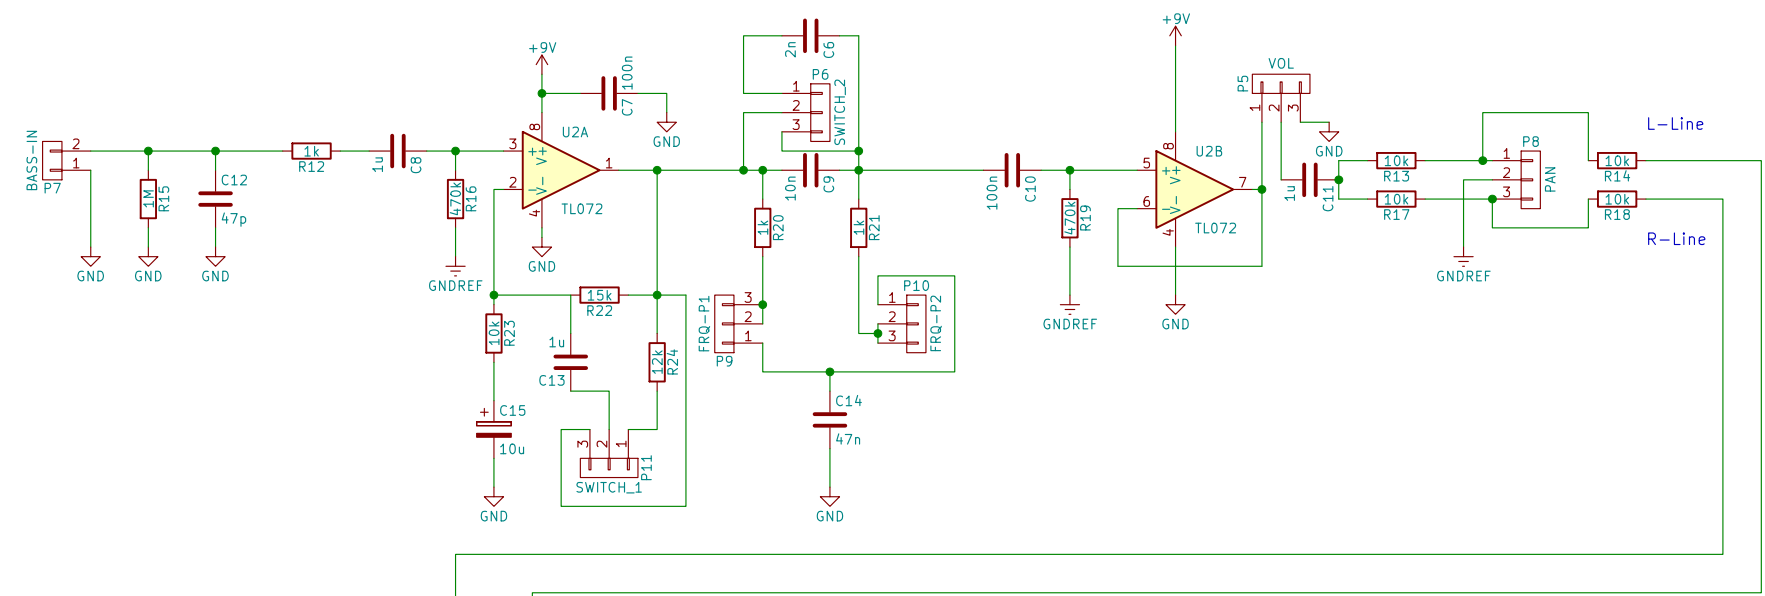 BASS-IN
2
1
P7
GND
1M
R15
GND
C12
47p
GND
1k
R12
1u
C8
470k
R16
GNDREF
+9V
C7 100n
GND
U2A
TL072
3
2
8
4
1
+
-
V+
V-
GND
10k
R23
+
C15
10u
GND
15k
R22
1u
C13
12k
R24
3
2
1
P11
SWITCH_1
2n
C6
P6
1
2
3
SWITCH_2
10n
C9
1k
R20
1k
R21
FRQ-P1
3
2
1
P9
P10
1
2
3
FRQ-P2
C14
47n
GND
100n
C10
470k
R19
GNDREF
+9V
U2B
TL072
5
6
8
4
7
+
-
V+
V-
GND
VOL
P5
1
2
3
GND
1u
C11
10k
R13
10k
R17
GNDREF
P8
1
2
3
PAN
10k
R14
10k
R18
L-Line
R-Line